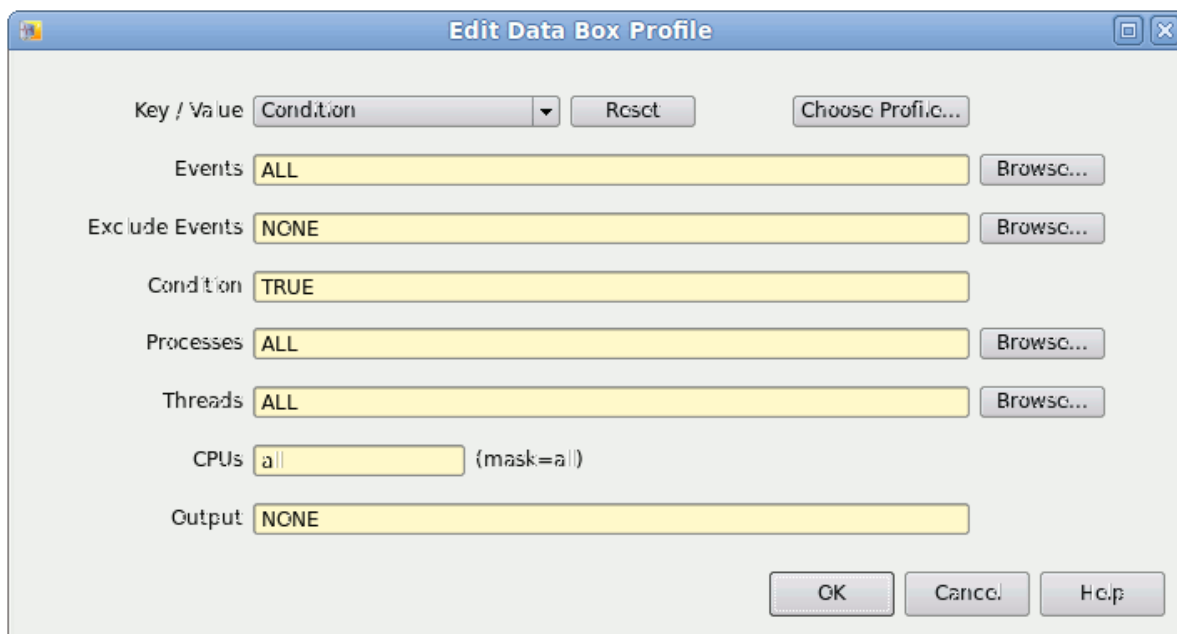 Edit Data Box Profile
Key / Value Condition Reset Choose Profile...
Events ALL Browse...
Exclude Events NONE Browse...
Condition TRUE
Processes ALL Browse...
Threads ALL Browse...
CPUs all (mask=all)
Output NONE
OK Cancel Help